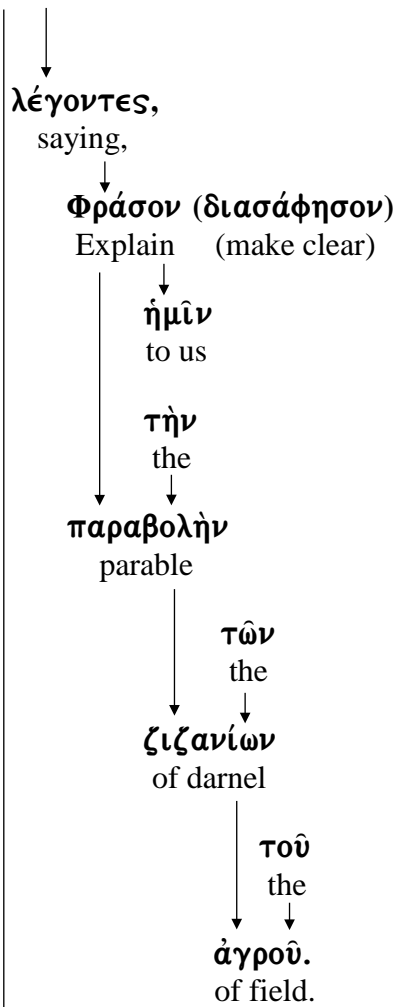 λέγοντες,
saying,
Φράσον (διασάφησον)
Explain (make clear)
ἡμῖν
to us
τὴν
the
παραβολὴν
parable
τῶν
the
ζιζανίων
of darnel
τοῦ
the
ἀγροῦ.
of field.